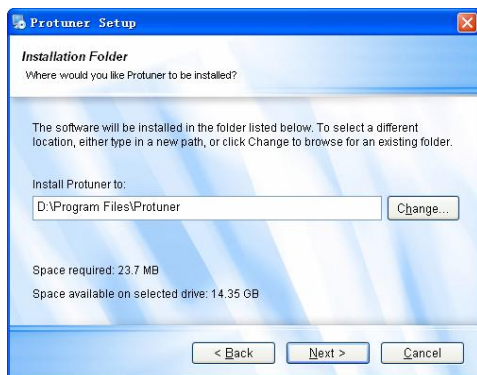 Protuner Setup
Installation Folder
Where would you like Protuner to be installed?
The software will be installed in the folder listed below. To select a different
location, either type in a new path, or click Change to browse for an existing folder.
Install Protuner to:
D:\Program Files\Protuner
Change...
Space required: 23.7 MB
Space available on selected drive: 14.35 GB
< Back
Next >
Cancel